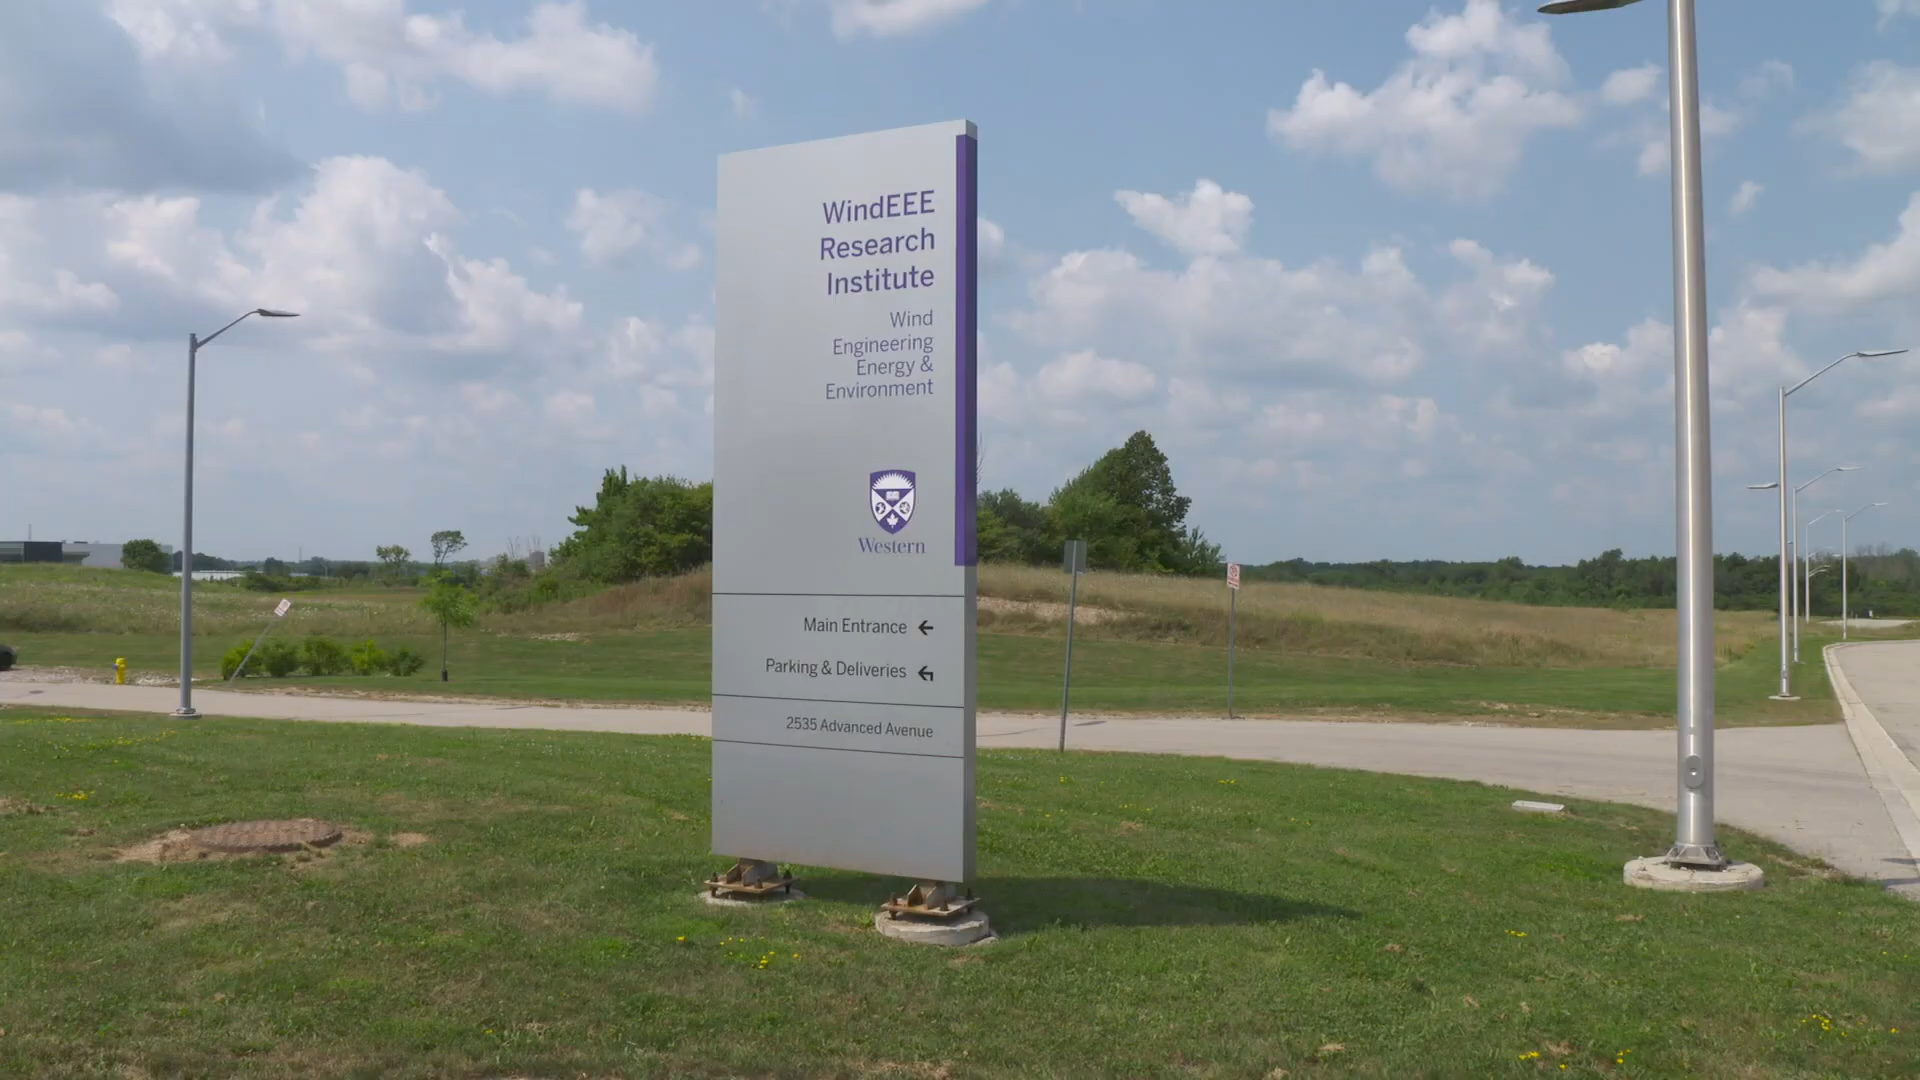 WindEEE
Research
Institute
Wind
Engineering
Energy &
Environment
Western
Main Entrance
Parking & Deliveries
2535 Advanced Avenue